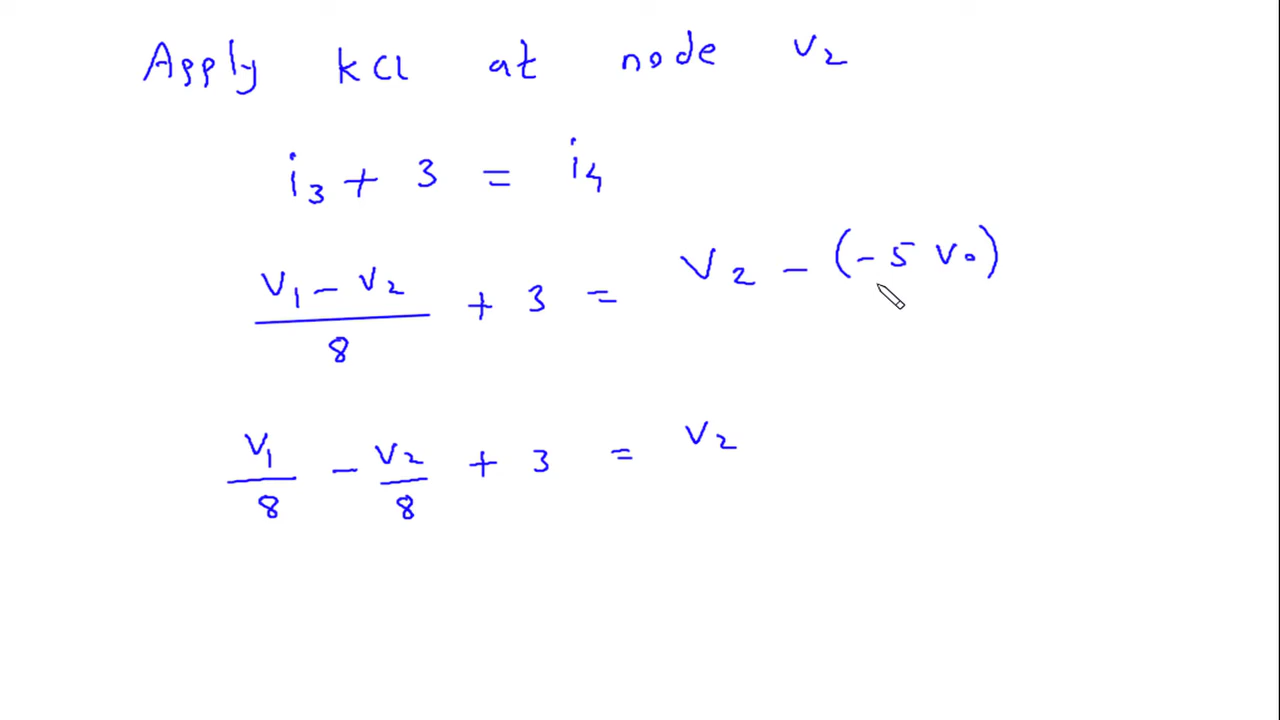 Apply kCl at node v2
i3 + 3 = i4
(v1 - v2)/8 + 3 = v2 - (-5 v0)
v1/8 - v2/8 + 3 = v2